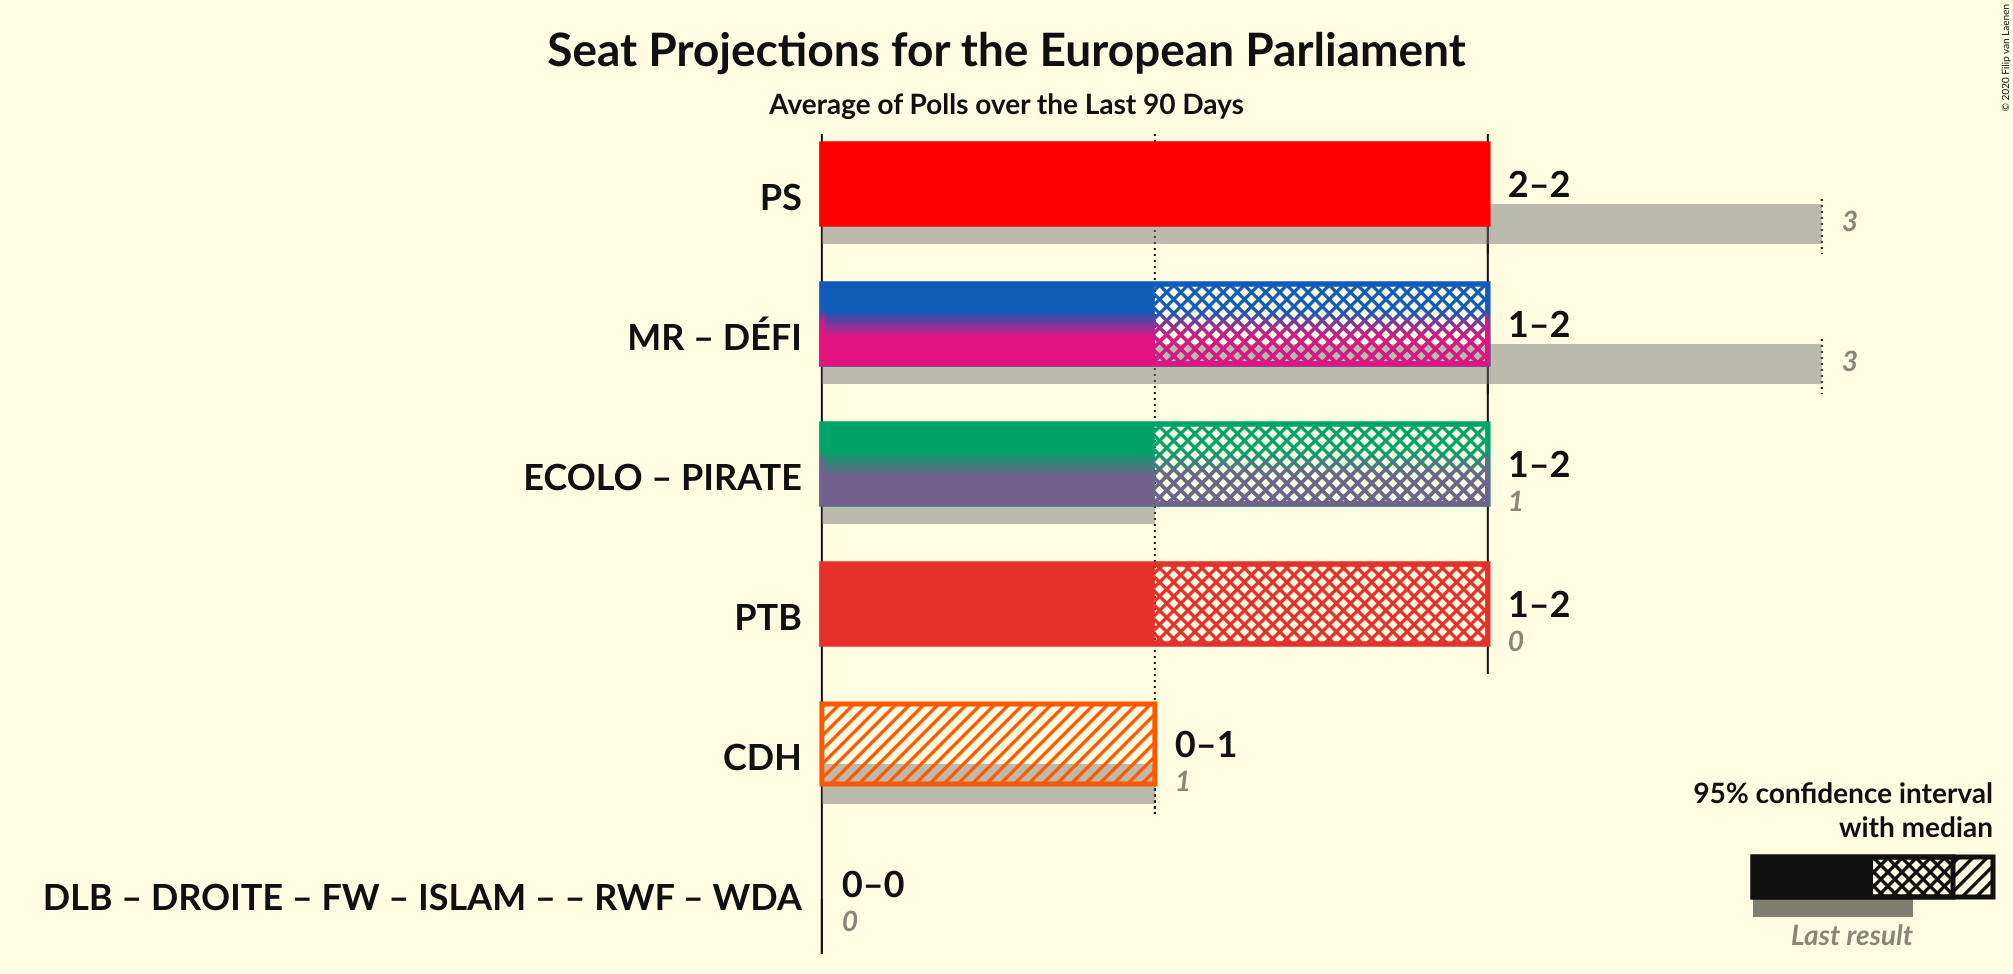 Seat Projections for the European Parliament
Average of Polls over the Last 90 Days
© 2020 Filip van Laenen
PS
2–2
3
MR – DÉFI
1–2
3
ECOLO – PIRATE
1–2
1
PTB
1–2
0
CDH
0–1
1
DLB – DROITE – FW – ISLAM – – RWF – WDA
0–0
0
95% confidence interval
with median
Last result